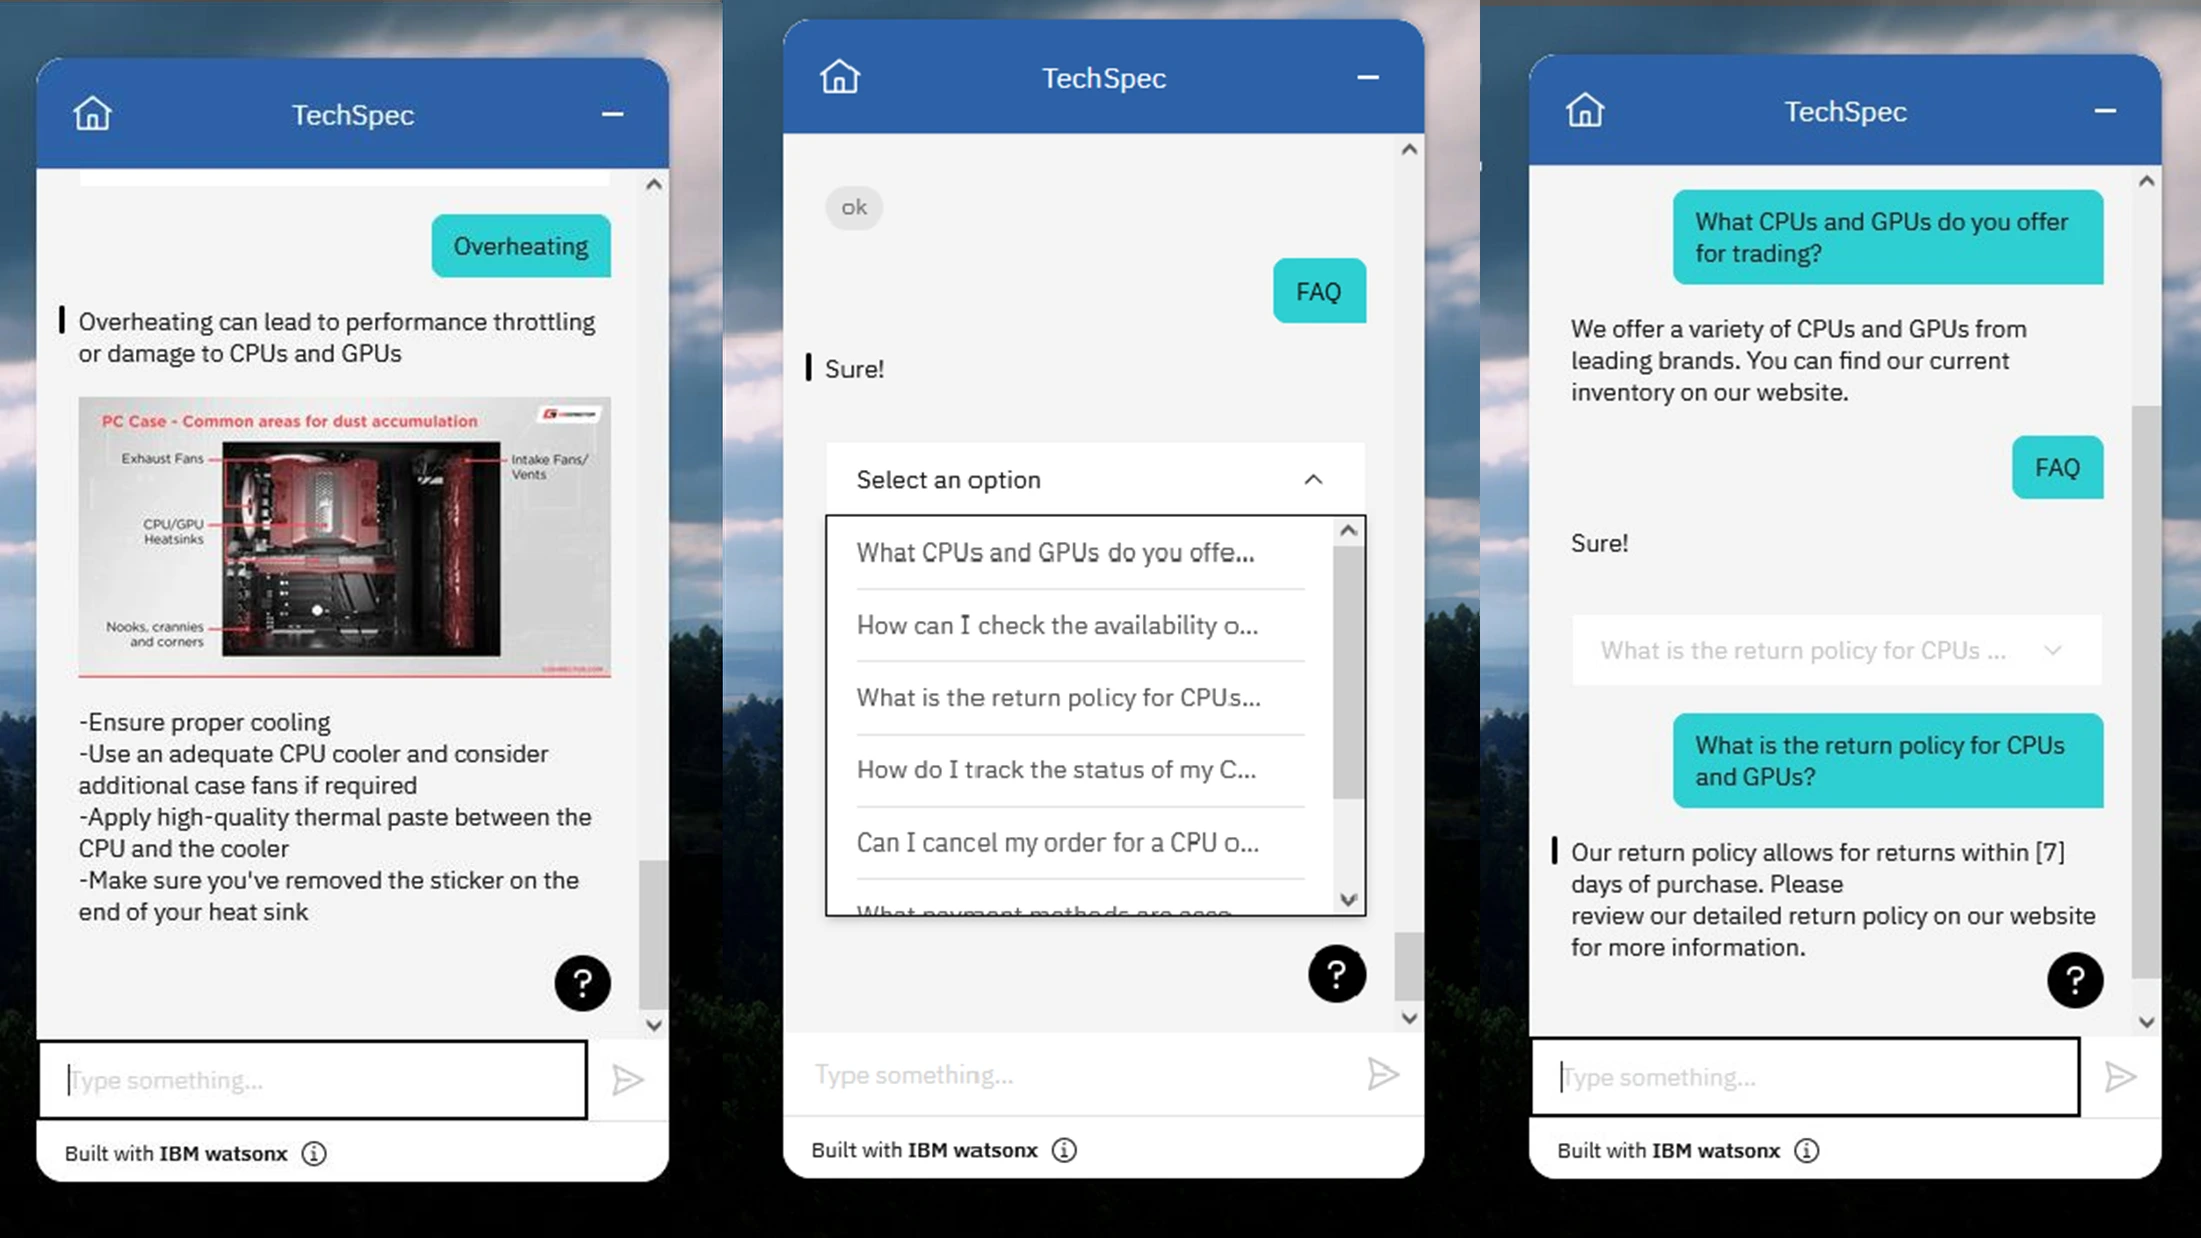 TechSpec
Overheating
Overheating can lead to performance throttling
or damage to CPUs and GPUs
PC Case - Common areas for dust accumulation
Exhaust Fans
Intake Fans/
Vents
CPU/GPU
Heatsinks
Nooks, crannies
and corners
-Ensure proper cooling
-Use an adequate CPU cooler and consider
additional case fans if required
-Apply high-quality thermal paste between the
CPU and the cooler
-Make sure you've removed the sticker on the
end of your heat sink
?
Type something...
Built with IBM watsonx
TechSpec
ok
FAQ
Sure!
Select an option
What CPUs and GPUs do you offe...
How can I check the availability o...
What is the return policy for CPUs...
How do I track the status of my C...
Can I cancel my order for a CPU o...
What payment methods are acce...
?
Type something...
Built with IBM watsonx
TechSpec
What CPUs and GPUs do you offer
for trading?
We offer a variety of CPUs and GPUs from
leading brands. You can find our current
inventory on our website.
FAQ
Sure!
What is the return policy for CPUs ...
What is the return policy for CPUs
and GPUs?
Our return policy allows for returns within [7]
days of purchase. Please
review our detailed return policy on our website
for more information.
?
Type something...
Built with IBM watsonx